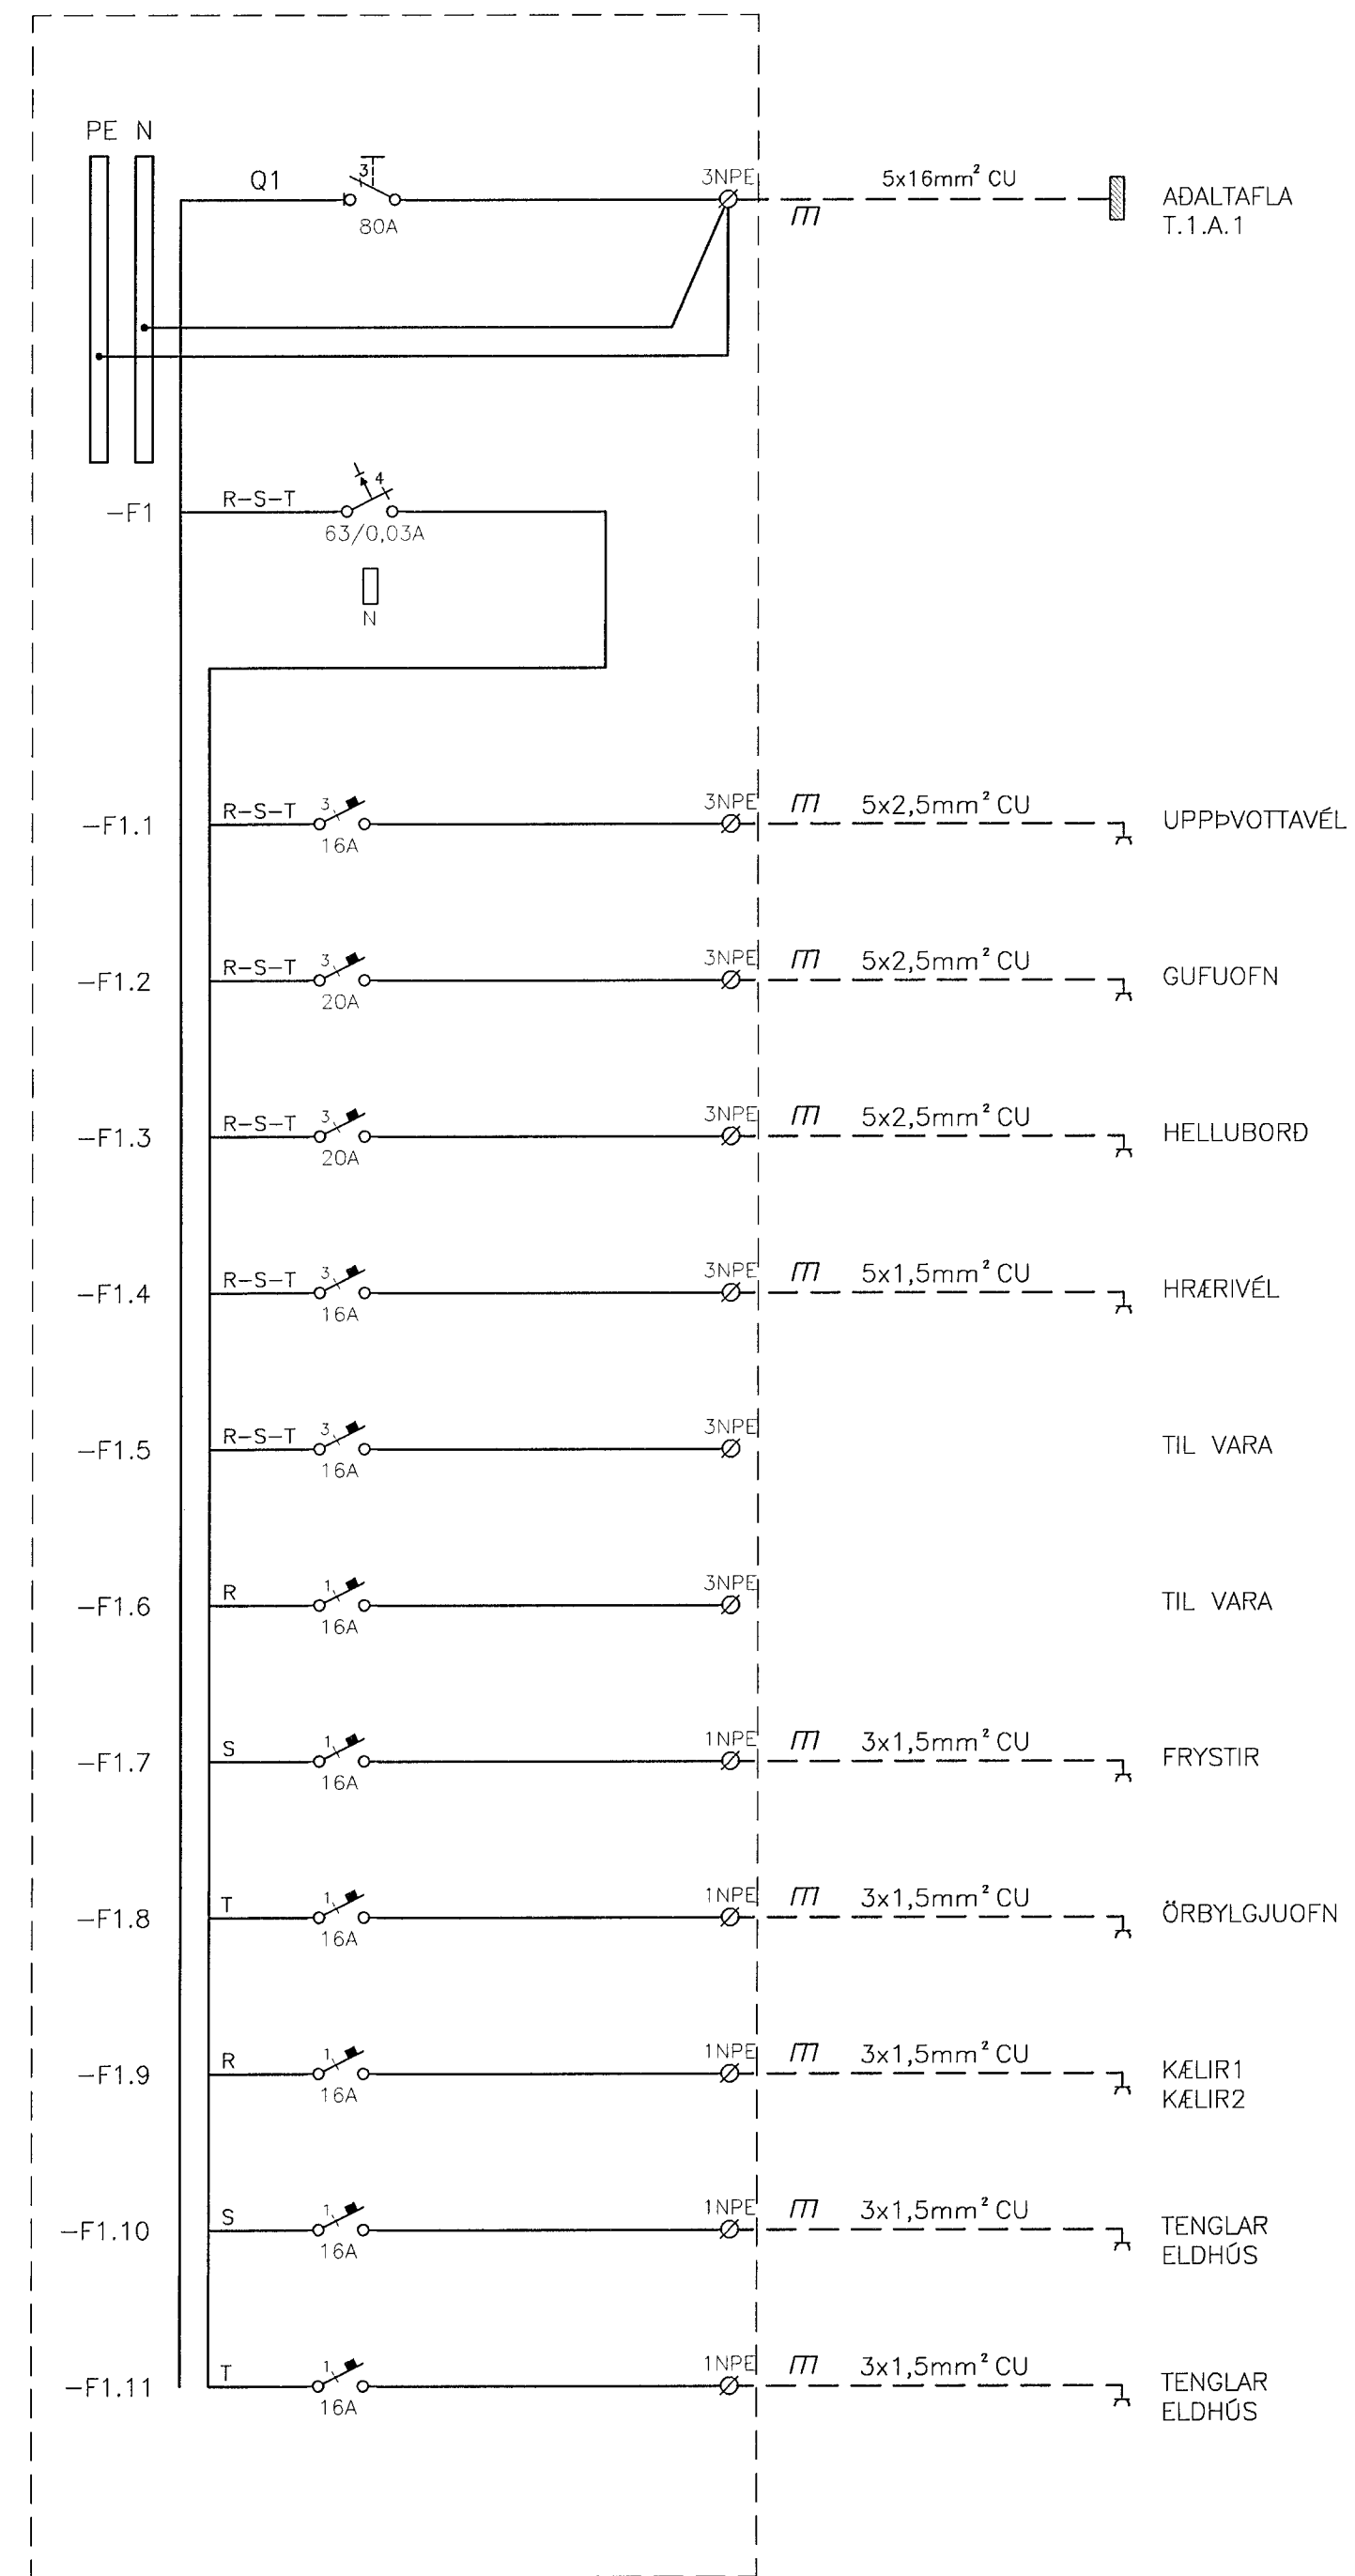 PE N
Q1
3
80A
3NPE
5x16mm² CU
AÐALTAFLA
T.1.A.1
-F1
R-S-T
4
63/0,03A
N
-F1.1
R-S-T
3
16A
3NPE
5x2,5mm² CU
UPPÞVOTTAVÉL
-F1.2
R-S-T
3
20A
3NPE
5x2,5mm² CU
GUFUOFN
-F1.3
R-S-T
3
20A
3NPE
5x2,5mm² CU
HELLUBORÐ
-F1.4
R-S-T
3
16A
3NPE
5x1,5mm² CU
HRÆRIVÉL
-F1.5
R-S-T
3
16A
3NPE
TIL VARA
-F1.6
R
1
16A
3NPE
TIL VARA
-F1.7
S
1
16A
1NPE
3x1,5mm² CU
FRYSTIR
-F1.8
T
1
16A
1NPE
3x1,5mm² CU
ÖRBYLGJUOFN
-F1.9
R
1
16A
1NPE
3x1,5mm² CU
KÆLIR1
KÆLIR2
-F1.10
S
1
16A
1NPE
3x1,5mm² CU
TENGLAR
ELDHÚS
-F1.11
T
1
16A
1NPE
3x1,5mm² CU
TENGLAR
ELDHÚS